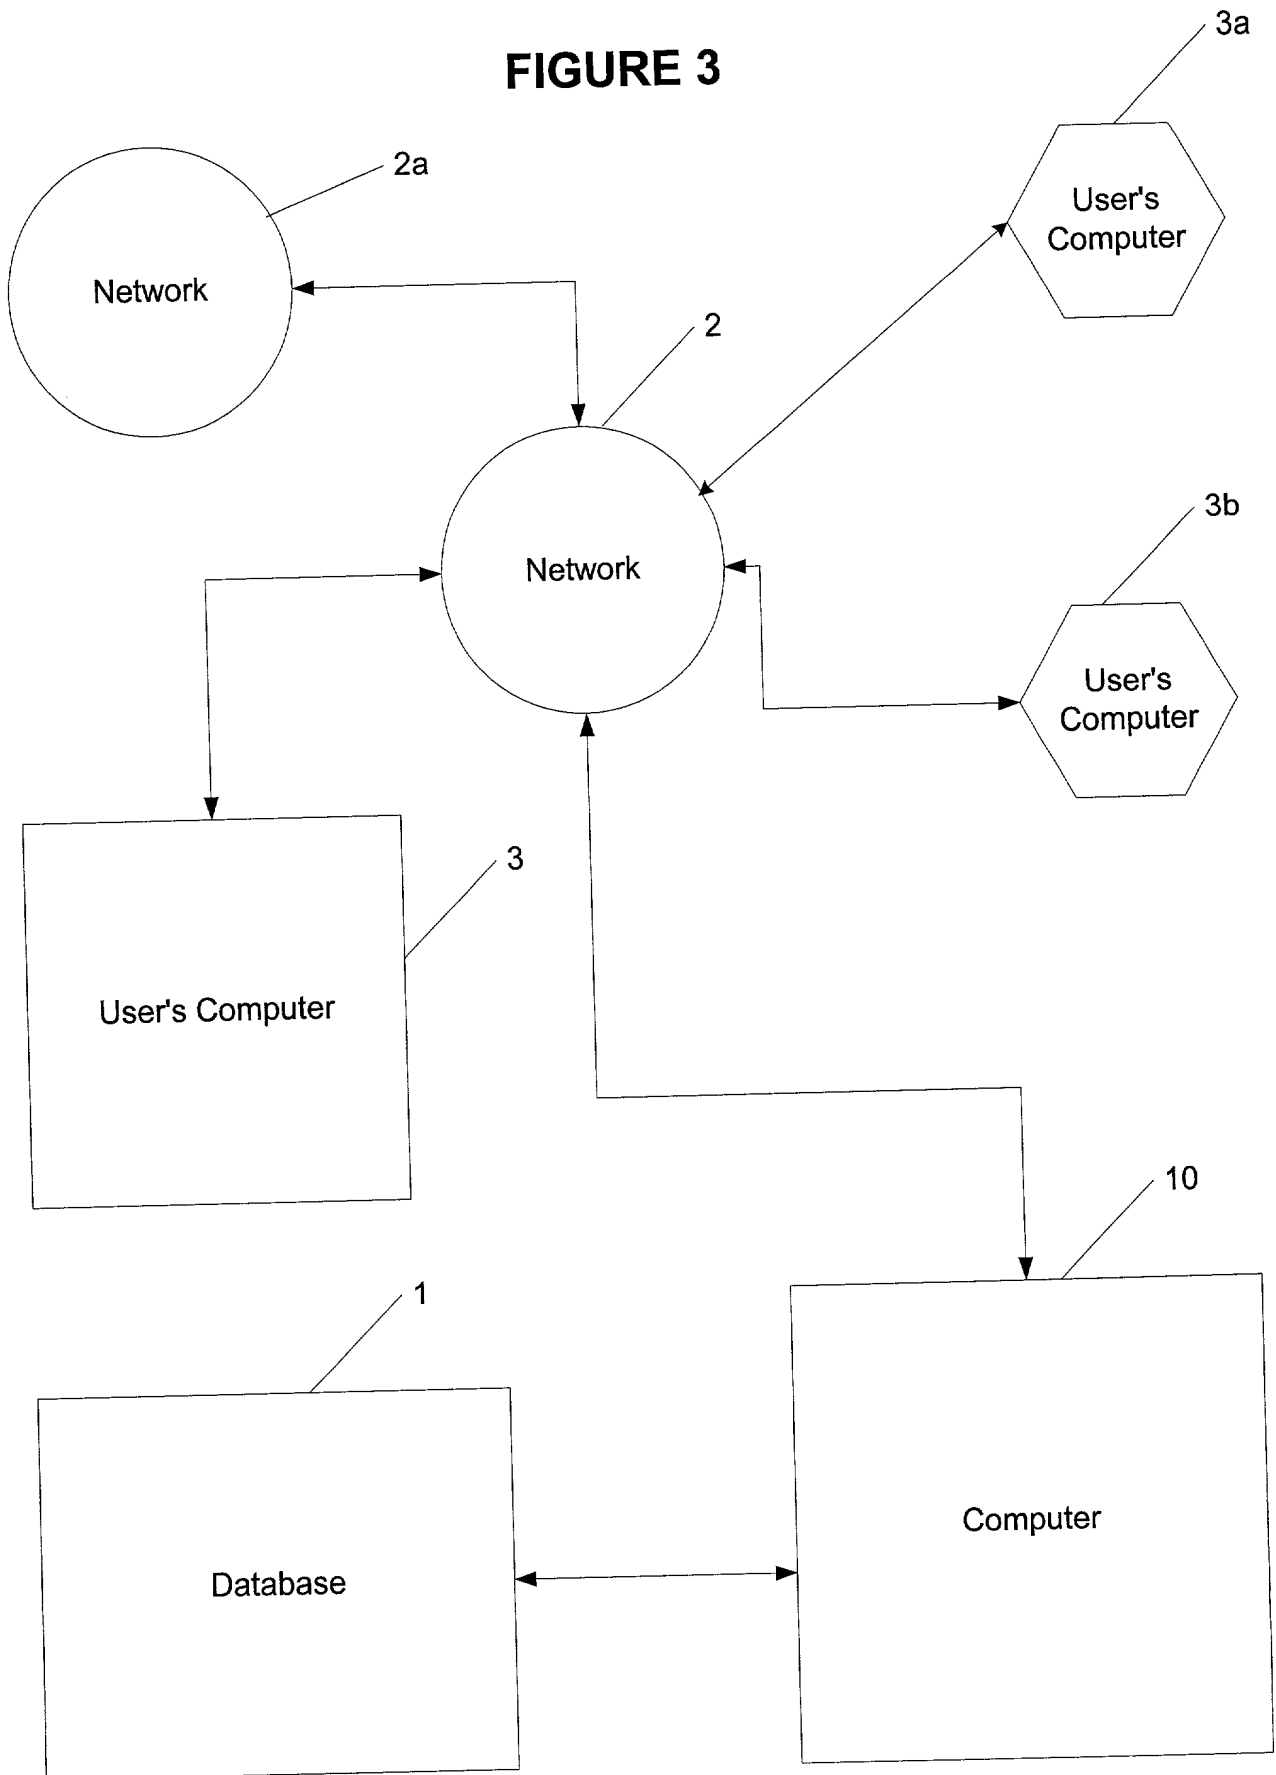 FIGURE 3
3a
2a
User's
Computer
Network
2
3b
Network
User's
Computer
3
User's Computer
10
1
Computer
Database